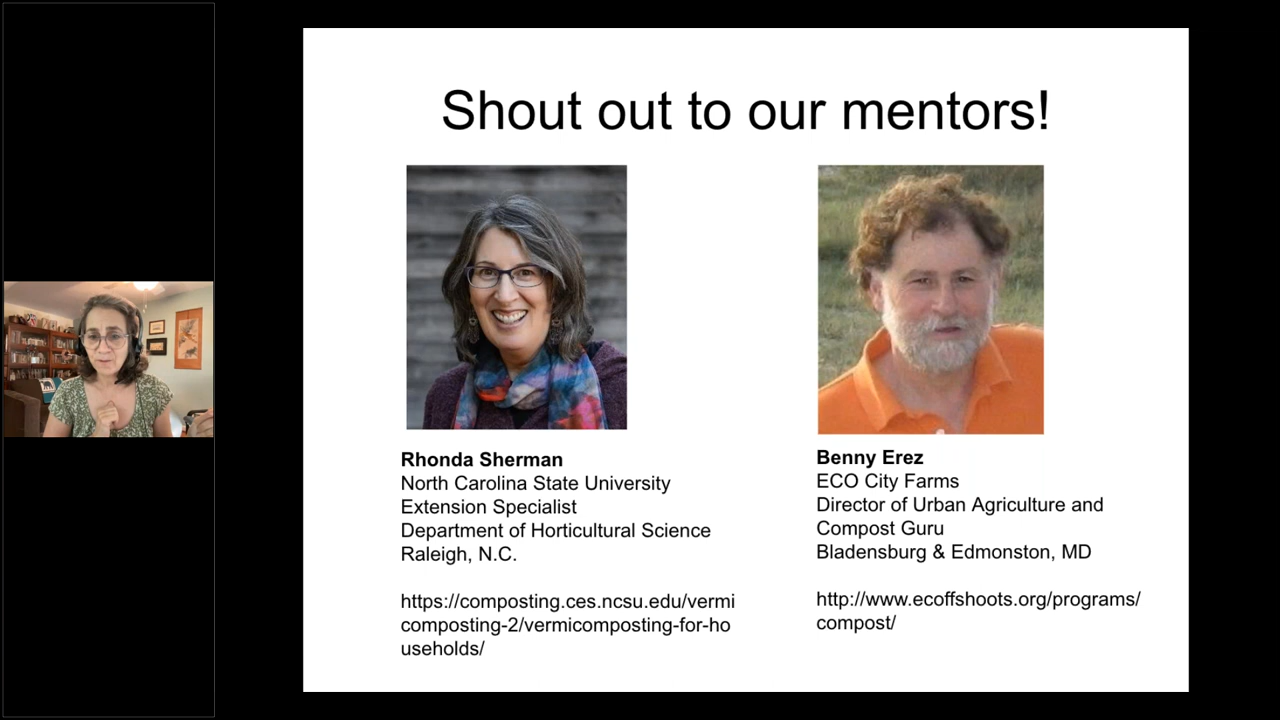 Shout out to our mentors!
Rhonda Sherman
North Carolina State University
Extension Specialist
Department of Horticultural Science
Raleigh, N.C.
https://composting.ces.ncsu.edu/vermi
composting-2/vermicomposting-for-ho
useholds/
Benny Erez
ECO City Farms
Director of Urban Agriculture and
Compost Guru
Bladensburg & Edmonston, MD
http://www.ecoffshoots.org/programs/
compost/